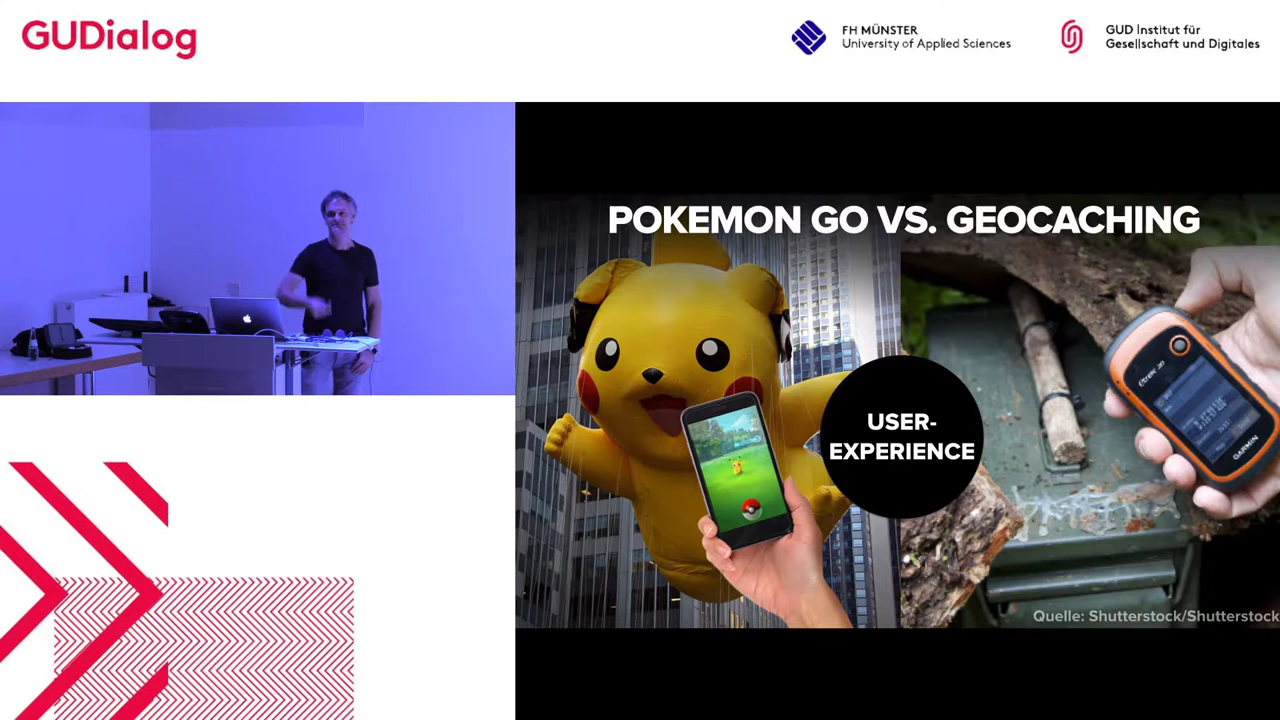 GUDialog
FH MÜNSTER
University of Applied Sciences
GUD Institut für
Gesellschaft und Digitales
POKEMON GO VS. GEOCACHING
USER-
EXPERIENCE
GARMIN
Quelle: Shutterstock/Shutterstock